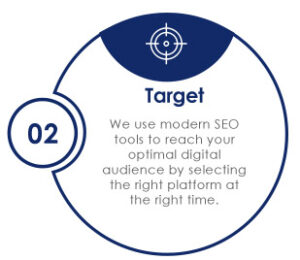 Target
02
We use modern SEO
tools to reach your
optimal digital
audience by selecting
the right platform at
the right time.